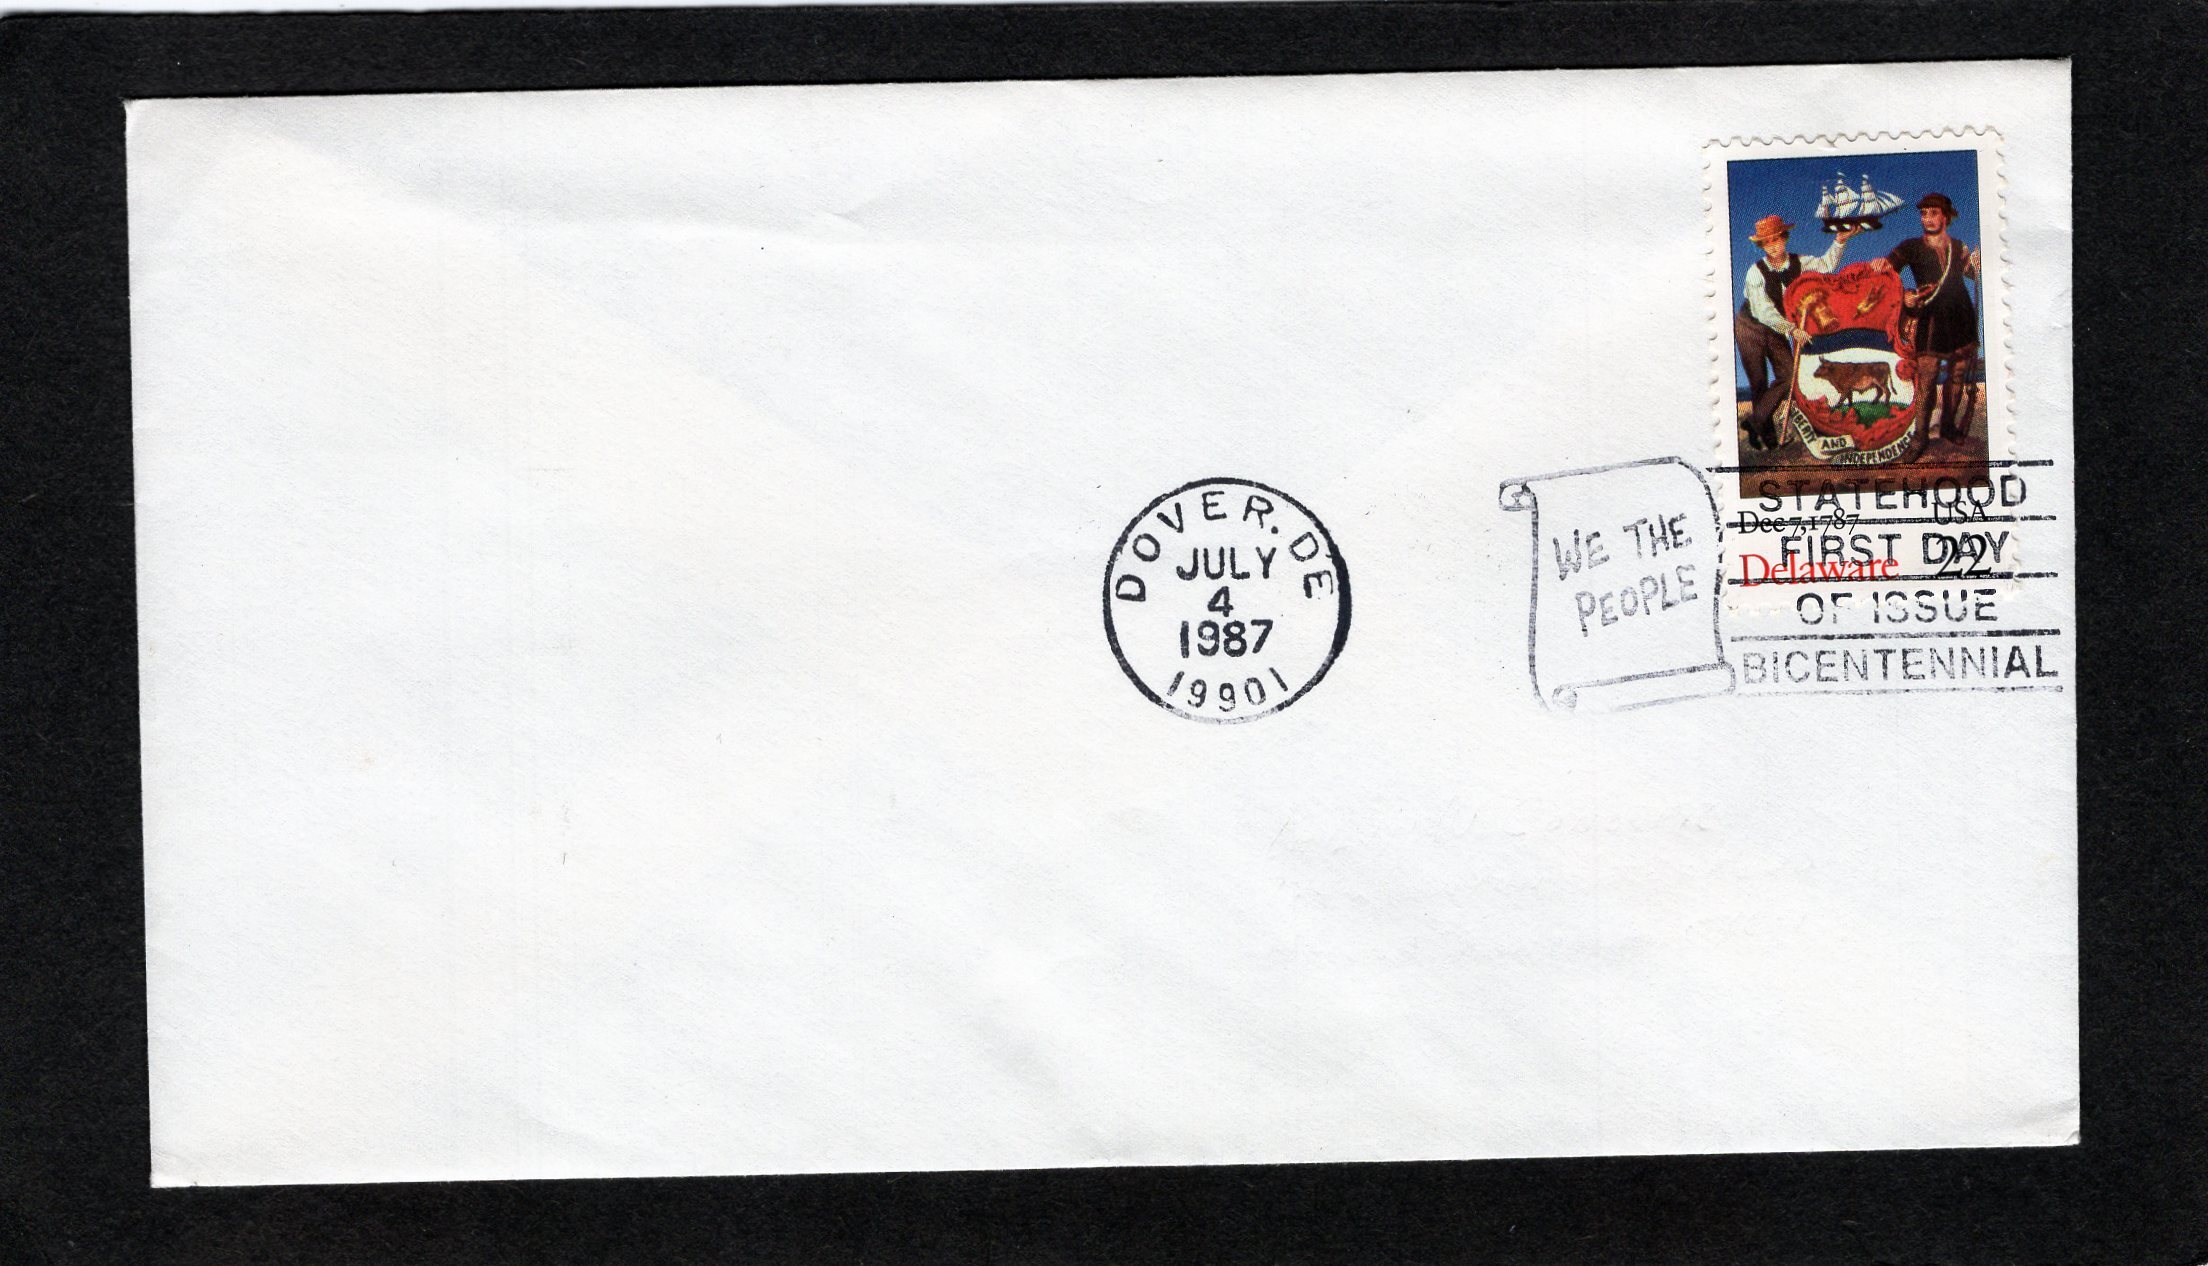 LIBERTY AND INDEPENDENCE
Dec 7, 1787 USA
Delaware 22
DOVER. DE
JULY
4
1987
19901
WE THE
PEOPLE
STATEHOOD
FIRST DAY
OF ISSUE
BICENTENNIAL